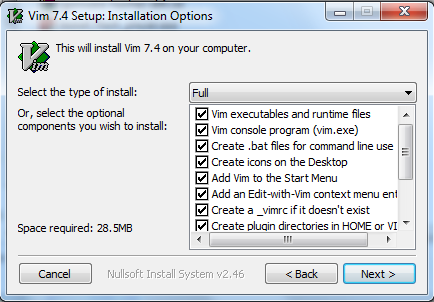 Vim 7.4 Setup: Installation Options
This will install Vim 7.4 on your computer.
Select the type of install:
Full
Or, select the optional
components you wish to install:
Vim executables and runtime files
Vim console program (vim.exe)
Create .bat files for command line use
Create icons on the Desktop
Add Vim to the Start Menu
Add an Edit-with-Vim context menu ent
Create a _vimrc if it doesn't exist
Create plugin directories in HOME or VI
Space required: 28.5MB
Cancel
Nullsoft Install System v2.46
< Back
Next >